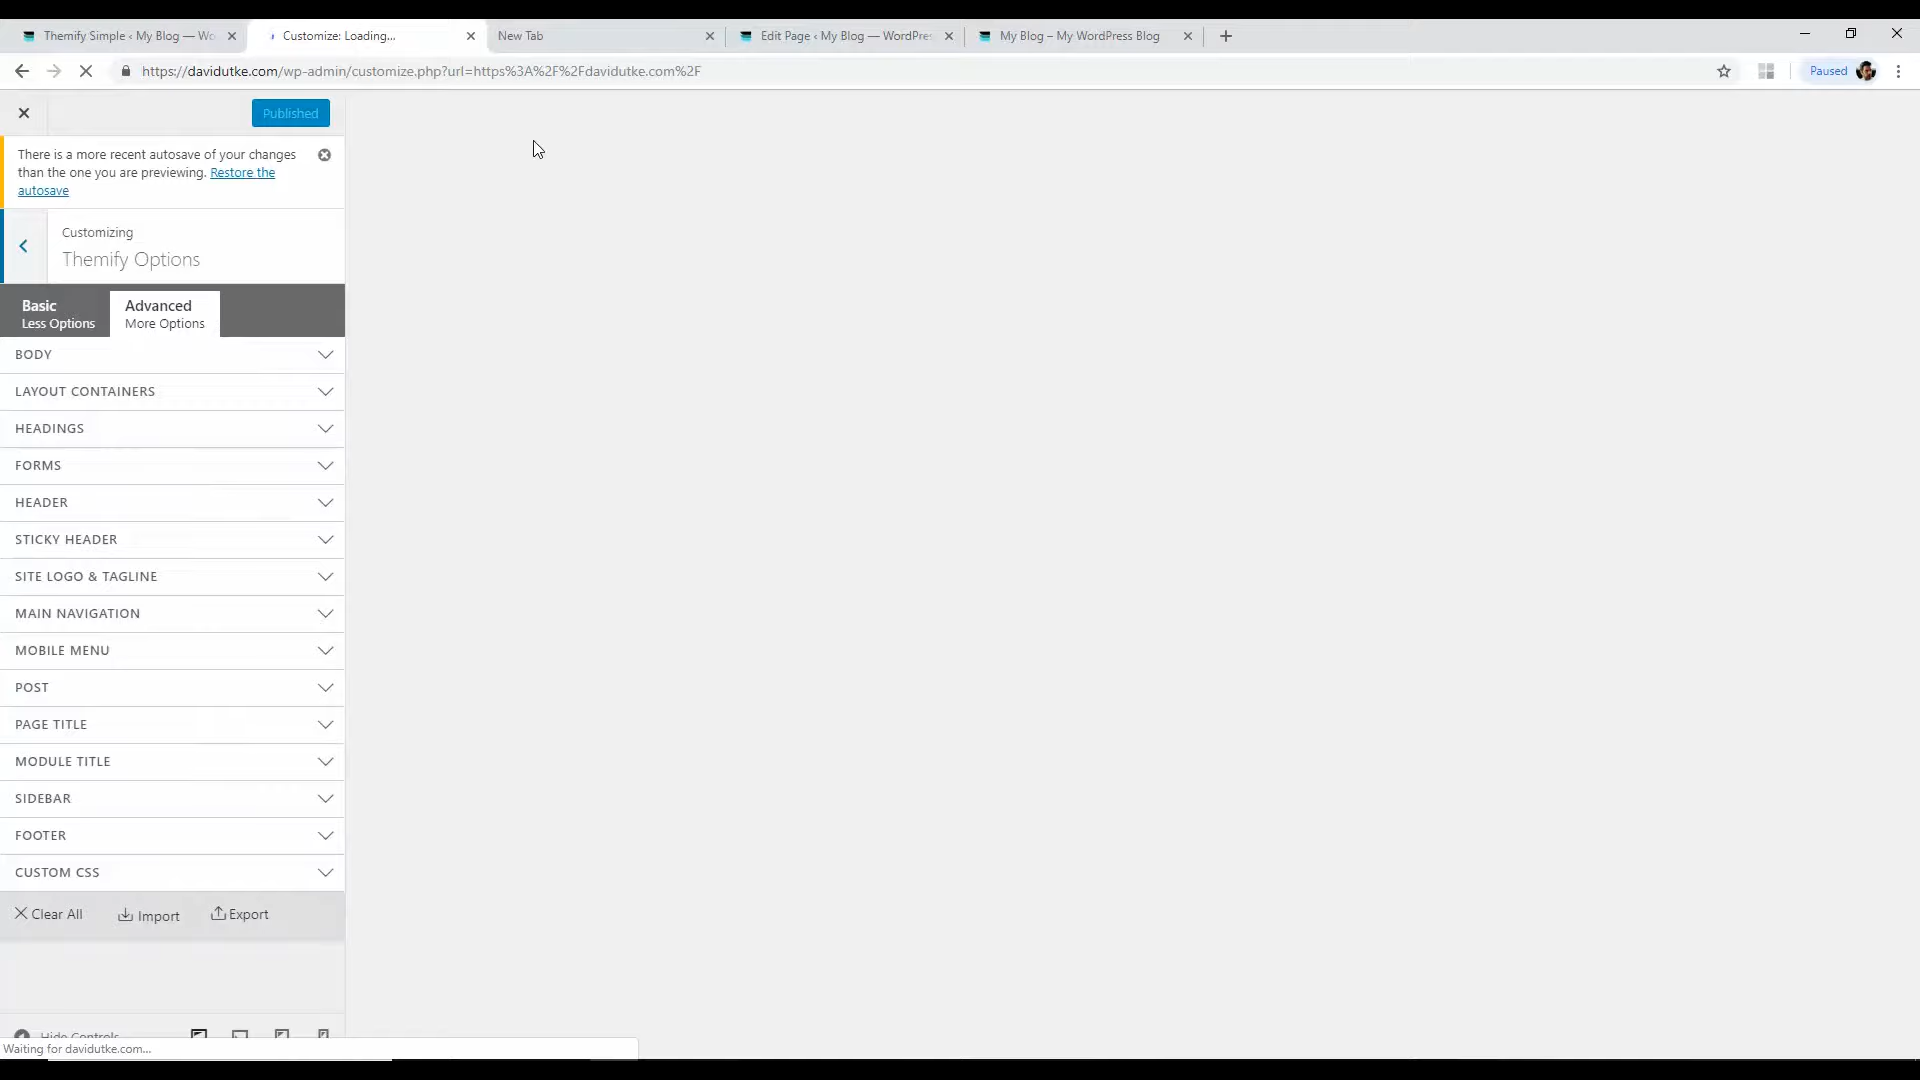 Themify Simple ‹ My Blog — Wo
Customize: Loading...
New Tab
Edit Page ‹ My Blog — WordPres
My Blog – My WordPress Blog
https://davidutke.com/wp-admin/customize.php?url=https%3A%2F%2Fdavidutke.com%2F
Paused
Published
There is a more recent autosave of your changes
than the one you are previewing. Restore the
autosave
Customizing
Themify Options
Basic
Less Options
Advanced
More Options
BODY
LAYOUT CONTAINERS
HEADINGS
FORMS
HEADER
STICKY HEADER
SITE LOGO & TAGLINE
MAIN NAVIGATION
MOBILE MENU
POST
PAGE TITLE
MODULE TITLE
SIDEBAR
FOOTER
CUSTOM CSS
Clear All
Import
Export
Hide Controls
Waiting for davidutke.com...